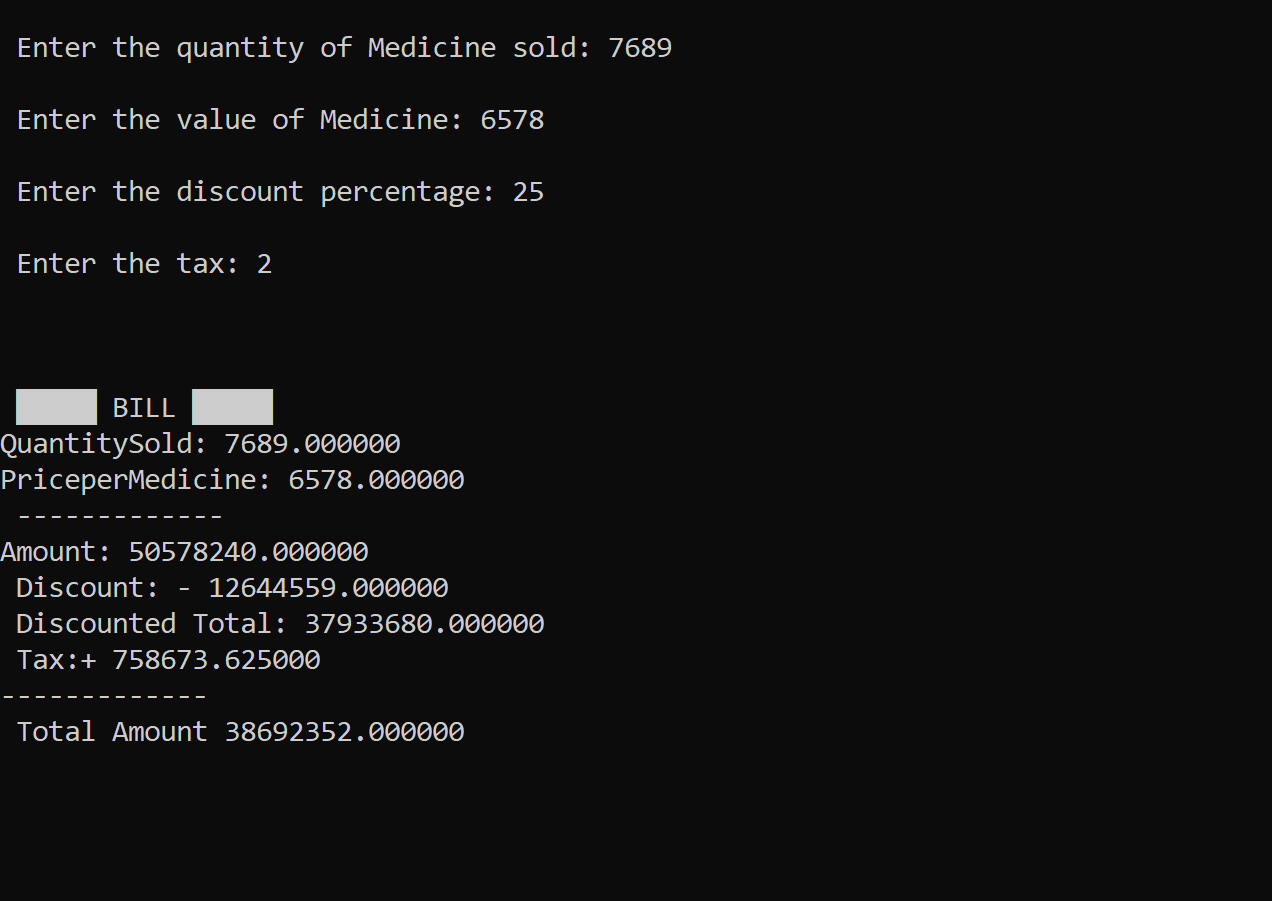 Enter the quantity of Medicine sold: 7689
Enter the value of Medicine: 6578
Enter the discount percentage: 25
Enter the tax: 2
█████ BILL █████
QuantitySold: 7689.000000
PriceperMedicine: 6578.000000
-------------
Amount: 50578240.000000
Discount: - 12644559.000000
Discounted Total: 37933680.000000
Tax:+ 758673.625000
-------------
Total Amount 38692352.000000